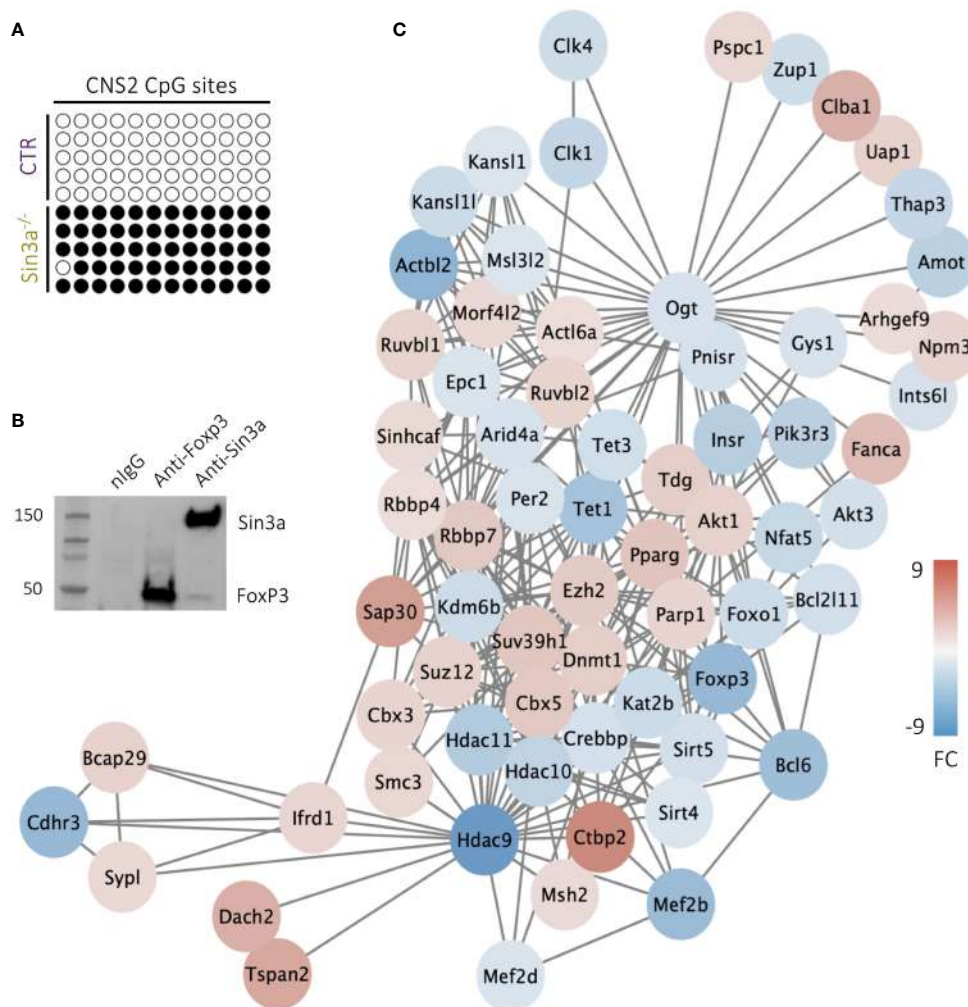 A
CNS2 CpG sites
CTR
Sin3a-/-
B
nIgG
Anti-Foxp3
Anti-Sin3a
150
Sin3a
50
FoxP3
C
Clk4
Pspc1
Zup1
Clba1
Kansl1
Clk1
Uap1
Kansl1l
Thap3
Actbl2
Msl3l2
Amot
Morf4l2
Ogt
Arhgef9
Ruvbl1
Actl6a
Gys1
Npm3
Pnisr
Epc1
Ruvbl2
Ints6l
Sinhcaf
Arid4a
Tet3
Insr
Pik3r3
Fanca
Tdg
Rbbp4
Per2
Tet1
Akt1
Akt3
Rbbp7
Pparg
Nfat5
Sap30
Kdm6b
Ezh2
Parp1
Foxo1
Bcl2l11
Suv39h1
Suz12
Dnmt1
Foxp3
Cbx3
Cbx5
Kat2b
Hdac11
Crebbp
Sirt5
Bcap29
Smc3
Hdac10
Bcl6
Cdhr3
Ifrd1
Sirt4
Hdac9
Ctbp2
Sypl
Msh2
Mef2b
Dach2
Tspan2
Mef2d
9
-9
FC